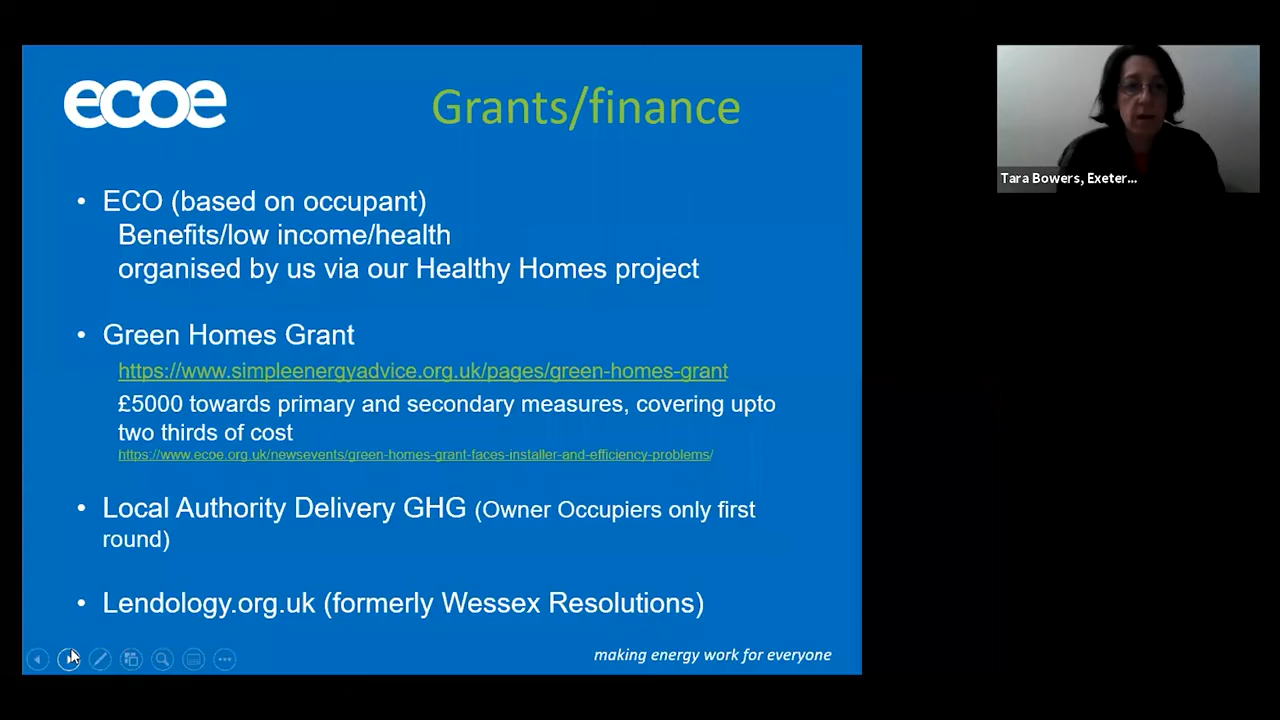 ecoe
Grants/finance
• ECO (based on occupant)
Benefits/low income/health
organised by us via our Healthy Homes project
• Green Homes Grant
https://www.simpleenergyadvice.org.uk/pages/green-homes-grant
£5000 towards primary and secondary measures, covering upto
two thirds of cost
https://www.ecoe.org.uk/newsevents/green-homes-grant-faces-installer-and-efficiency-problems/
• Local Authority Delivery GHG (Owner Occupiers only first
round)
• Lendology.org.uk (formerly Wessex Resolutions)
making energy work for everyone
Tara Bowers, Exeter...